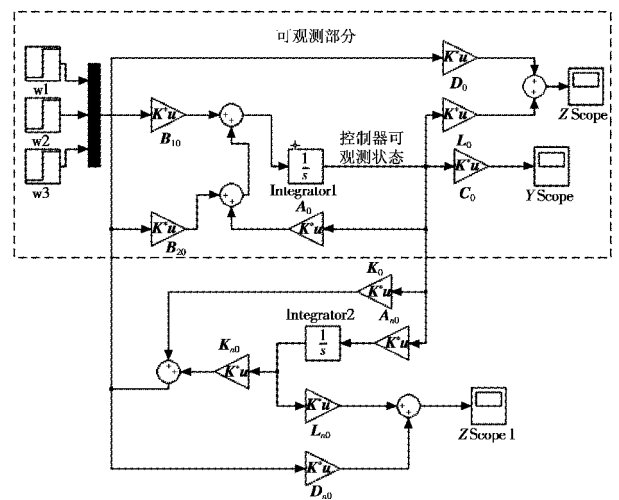 可观测部分
w1
w2
w3
K*u
B10
K*u
B20
1/s
Integrator1
控制器可
观测状态
A0
K*u
K*u
D0
K*u
L0
K*u
C0
Z Scope
Y Scope
K0
K*u
An0
K*u
Integrator2
1/s
Kn0
K*u
K*u
Ln0
Z Scope 1
K*u
Dn0